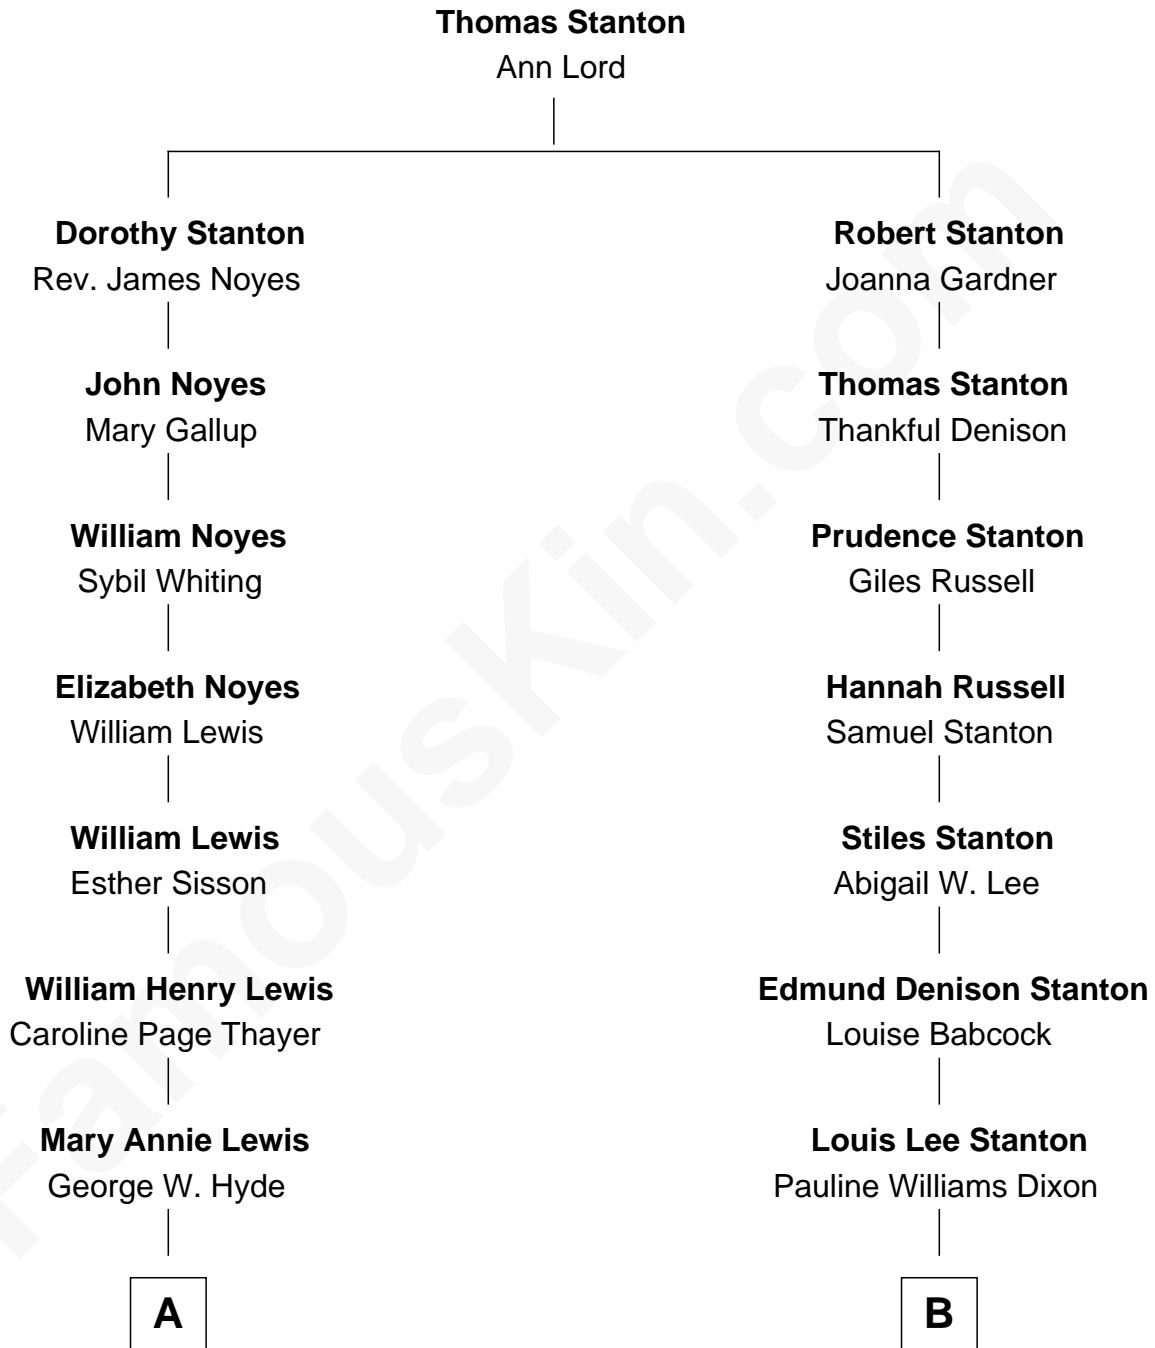 Thomas Stanton
Ann Lord
Dorothy Stanton
Rev. James Noyes
Robert Stanton
Joanna Gardner
John Noyes
Mary Gallup
Thomas Stanton
Thankful Denison
William Noyes
Sybil Whiting
Prudence Stanton
Giles Russell
Elizabeth Noyes
William Lewis
Hannah Russell
Samuel Stanton
William Lewis
Esther Sisson
Stiles Stanton
Abigail W. Lee
William Henry Lewis
Caroline Page Thayer
Edmund Denison Stanton
Louise Babcock
Mary Annie Lewis
George W. Hyde
Louis Lee Stanton
Pauline Williams Dixon
A
B
FamousKin.com